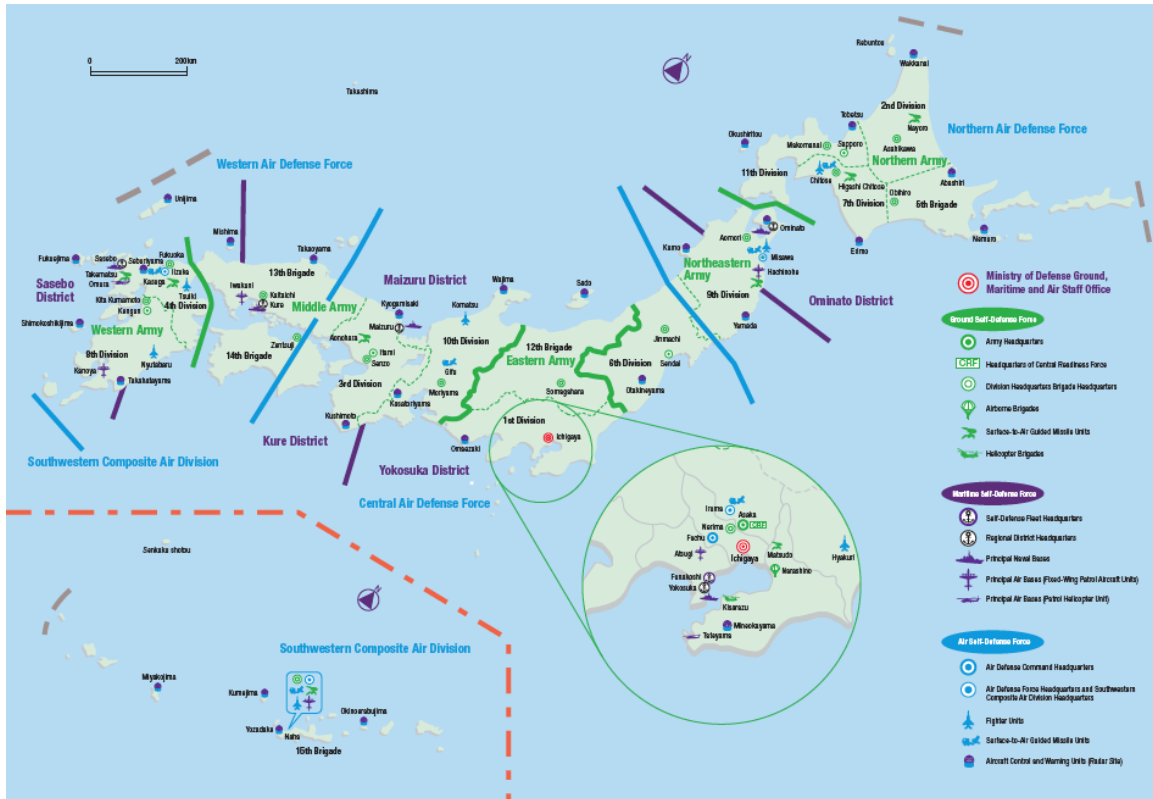 0
200km
N
Takashima
Rebuntou
Wakkanai
2nd Division
Nayoro
Tobetsu
Okushiritou
Makomanai
Sapporo
Asahikawa
Northern Army
Northern Air Defense Force
11th Division
Chitose
Higashi Chitose
7th Division
Obihiro
5th Brigade
Abashiri
Nemuro
Erimo
Western Air Defense Force
Unijima
Mishima
Takaoyama
Fukuejima
Sasebo
Seburiyama
Fukuoka
Iizuka
Sasebo
District
Takematsu
Omura
Kasuga
Tsuiki
4th Division
Kita Kumamoto
Kengun
Western Army
Shimokoshikijima
8th Division
Nyutabaru
Kanoya
Takahatayama
13th Brigade
Iwakuni
Kaitaichi
Kure
Middle Army
14th Brigade
Zentsuji
Maizuru District
Kyogamisaki
Maizuru
Aonohara
Itami
Senzo
3rd Division
Kushimoto
Kasatoriyama
Wajima
Komatsu
10th Division
Gifu
Moriyama
Omaezaki
Sado
12th Brigade
Eastern Army
Somagahara
1st Division
Ichigaya
Kamo
Aomori
Ominato
Misawa
Hachinohe
Northeastern
Army
9th Division
Yamada
Ominato District
Jinmachi
6th Division
Sendai
Otakineyama
Southwestern Composite Air Division
Kure District
Yokosuka District
Central Air Defense Force
Iruma
Asaka
CRF
Nerima
Fuchu
Atsugi
Ichigaya
Matsudo
Hyakuri
Narashino
Funakoshi
Yokosuka
Kisarazu
Mineokayama
Tateyama
Senkaku shotou
N
Southwestern Composite Air Division
Miyakojima
Kumejima
Okinoerabujima
Yozadake
Naha
15th Brigade
Ministry of Defense Ground,
Maritime and Air Staff Office
Ground Self-Defense Force
Army Headquarters
CRF
Headquarters of Central Readiness Force
Division Headquarters Brigade Headquarters
Airborne Brigades
Surface-to-Air Guided Missile Units
Helicopter Brigades
Maritime Self-Defense Force
Self-Defense Fleet Headquarters
Regional District Headquarters
Principal Naval Bases
Principal Air Bases (Fixed-Wing Patrol Aircraft Units)
Principal Air Bases (Patrol Helicopter Unit)
Air Self-Defense Force
Air Defense Command Headquarters
Air Defense Force Headquarters and Southwestern
Composite Air Division Headquarters
Fighter Units
Surface-to-Air Guided Missile Units
Aircraft Control and Warning Units (Radar Site)